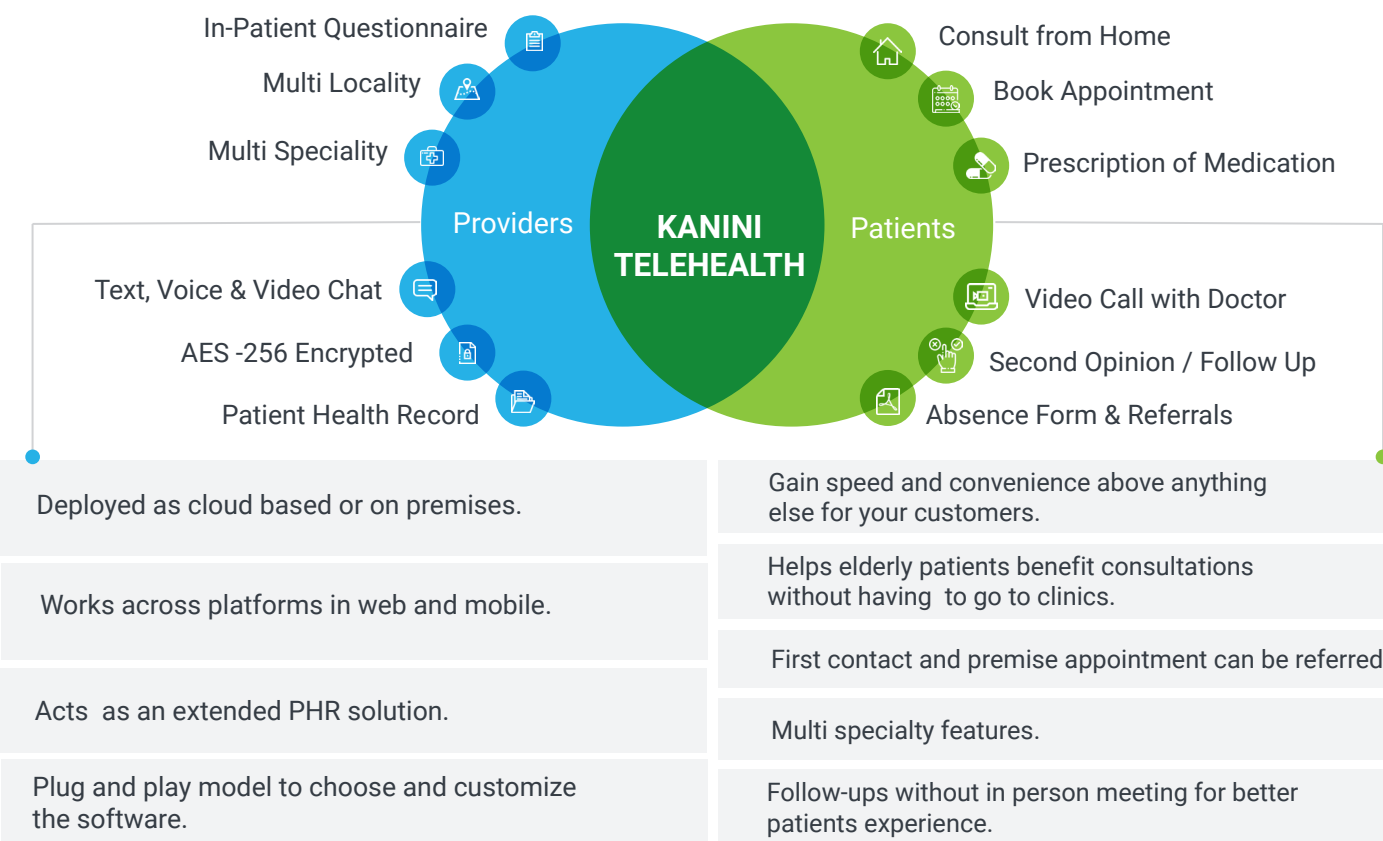 In-Patient Questionnaire
Multi Locality
Multi Speciality
Providers
Text, Voice & Video Chat
AES -256 Encrypted
Patient Health Record
KANINI
TELEHEALTH
Consult from Home
Book Appointment
Prescription of Medication
Patients
Video Call with Doctor
Second Opinion / Follow Up
Absence Form & Referrals
Deployed as cloud based or on premises.
Works across platforms in web and mobile.
Acts  as an extended PHR solution.
Plug and play model to choose and customize
the software.
Gain speed and convenience above anything
else for your customers.
Helps elderly patients benefit consultations
without having  to go to clinics.
First contact and premise appointment can be referred
Multi specialty features.
Follow-ups without in person meeting for better
patients experience.